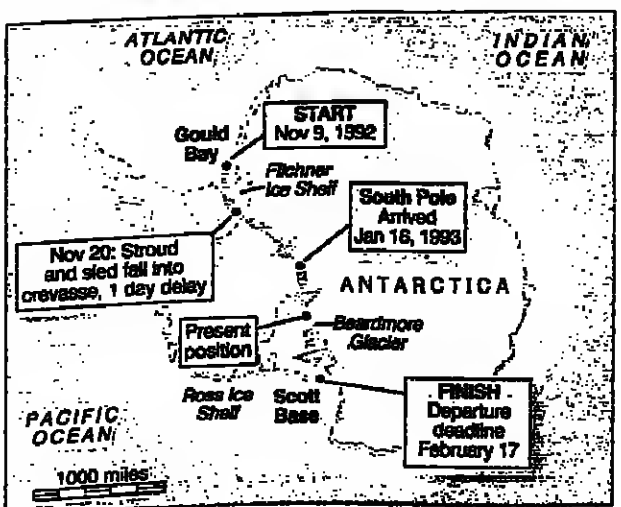 ATLANTIC
OCEAN
INDIAN
OCEAN
START
Nov 9, 1992
Gould
Bay
Filchner
Ice Shelf
South Pole
Arrived
Jan 16, 1993
Nov 20: Stroud
and sled fall into
crevasse, 1 day delay
ANTARCTICA
Present
position
Beardmore
Glacier
Ross Ice
Shelf
Scott
Base
FINISH
Departure
deadline
February 17
PACIFIC
OCEAN
1000 miles